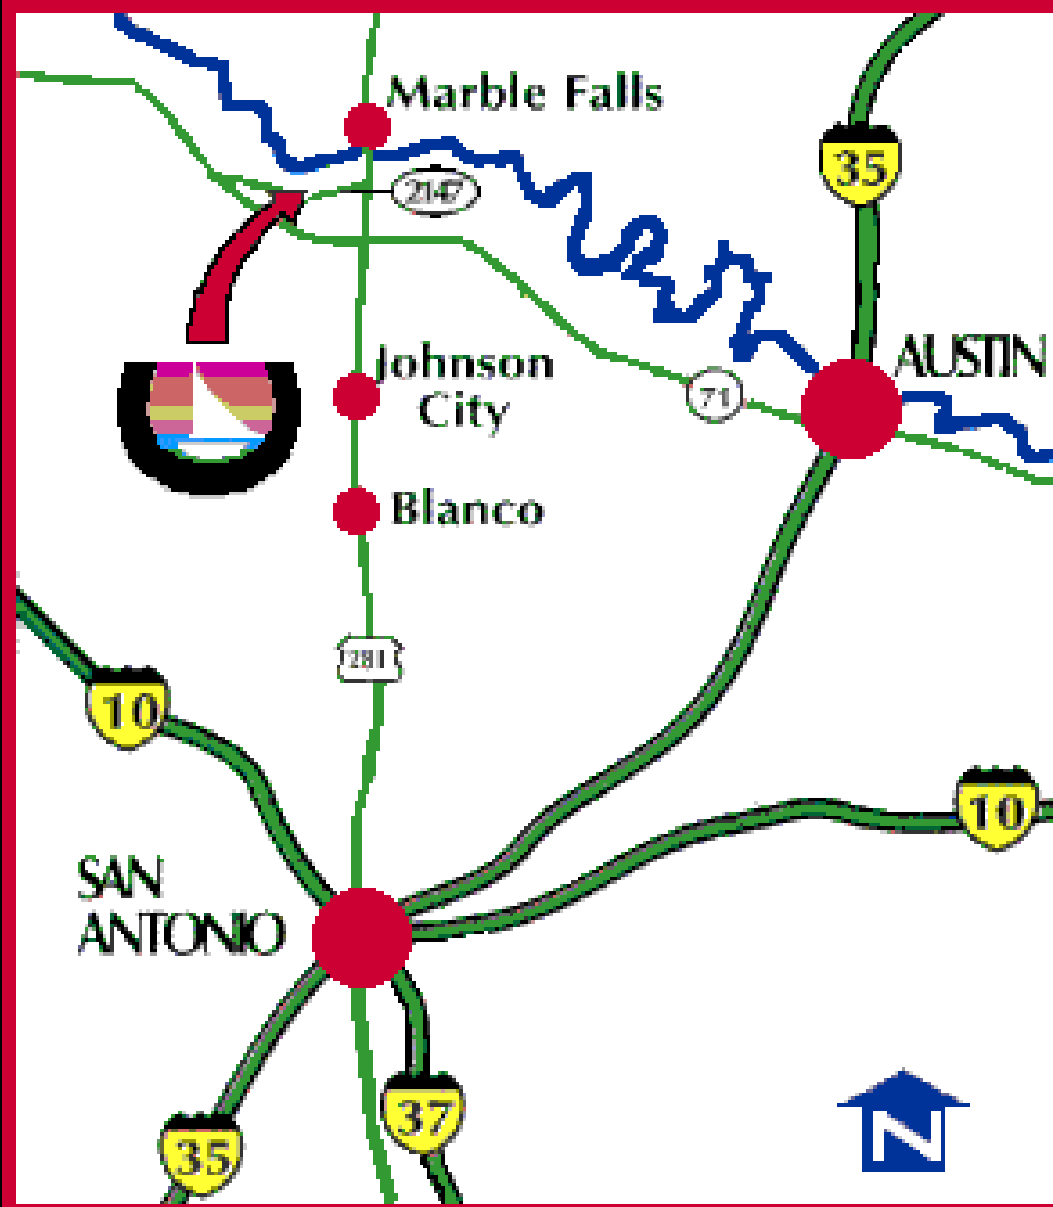 Marble Falls
35
2147
AUSTIN
Johnson
City
71
Blanco
281
10
10
SAN
ANTONIO
37
35
N